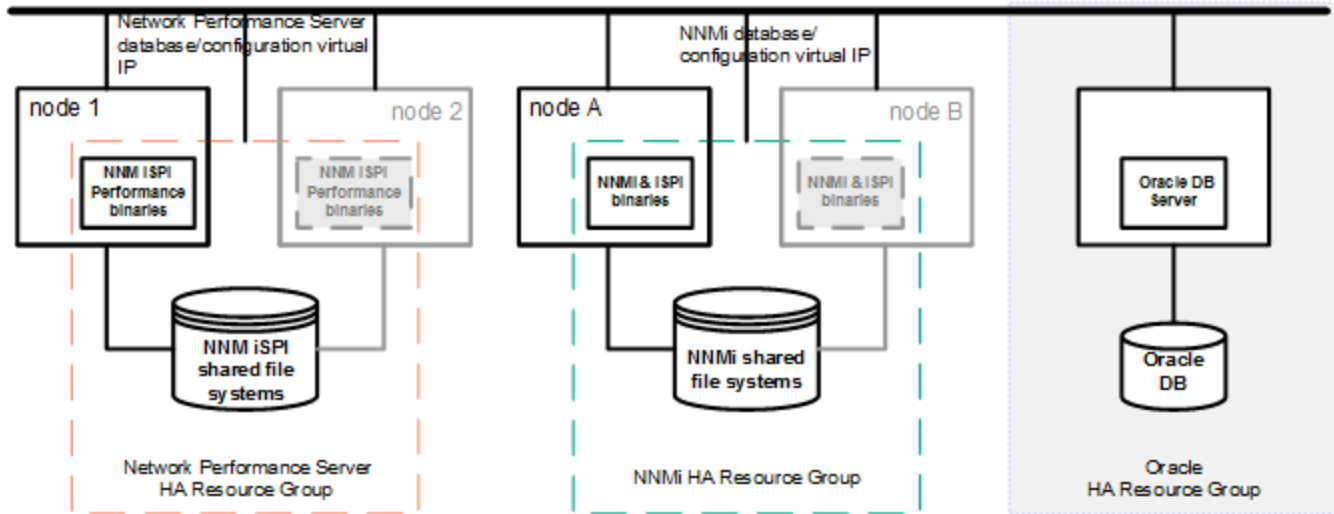 Network Performance Server
database/configuration virtual
IP
NNMi database/
configuration virtual IP
node 1
node 2
node A
node B
NNM iSPI
Performance
binaries
NNM iSPI
Performance
binaries
NNMi & iSPI
binaries
NNMi & iSPI
binaries
Oracle DB
Server
NNM iSPI
shared file
systems
NNMi shared
file systems
Oracle
DB
Network Performance Server
HA Resource Group
NNMi HA Resource Group
Oracle
HA Resource Group